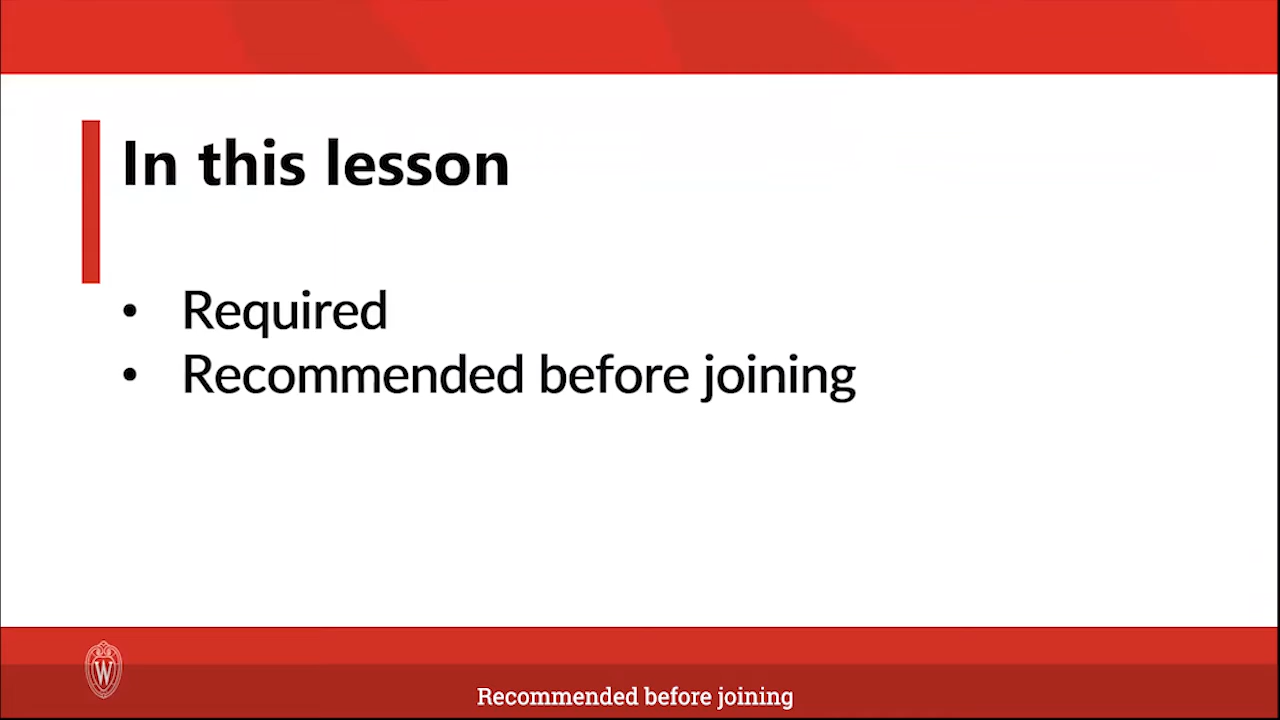 In this lesson
• Required
• Recommended before joining
W
Recommended before joining